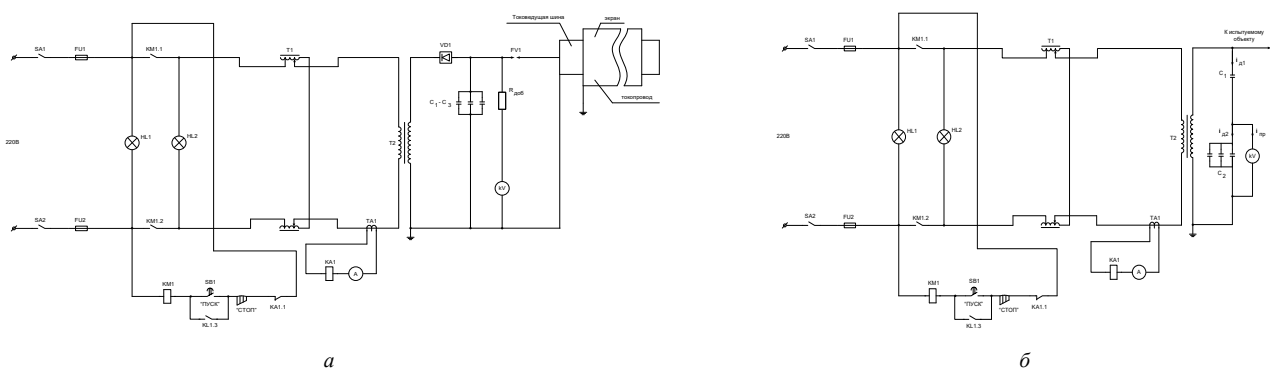 Токоведущая шина
экран
SA1
FU1
KM1.1
T1
VD1
FV1
C1-C3
Rдоб
токопровод
HL1
HL2
220В
T2
kV
SA2
FU2
KM1.2
TA1
KA1
A
KM1
SB1
"ПУСК"
"СТОП"
KA1.1
KL1.3
а
К испытуемому
объекту
SA1
FU1
KM1.1
T1
iд1
C1
HL1
HL2
220В
T2
iд2
iпр
kV
C2
SA2
FU2
KM1.2
TA1
KA1
A
KM1
SB1
"ПУСК"
"СТОП"
KA1.1
KL1.3
б